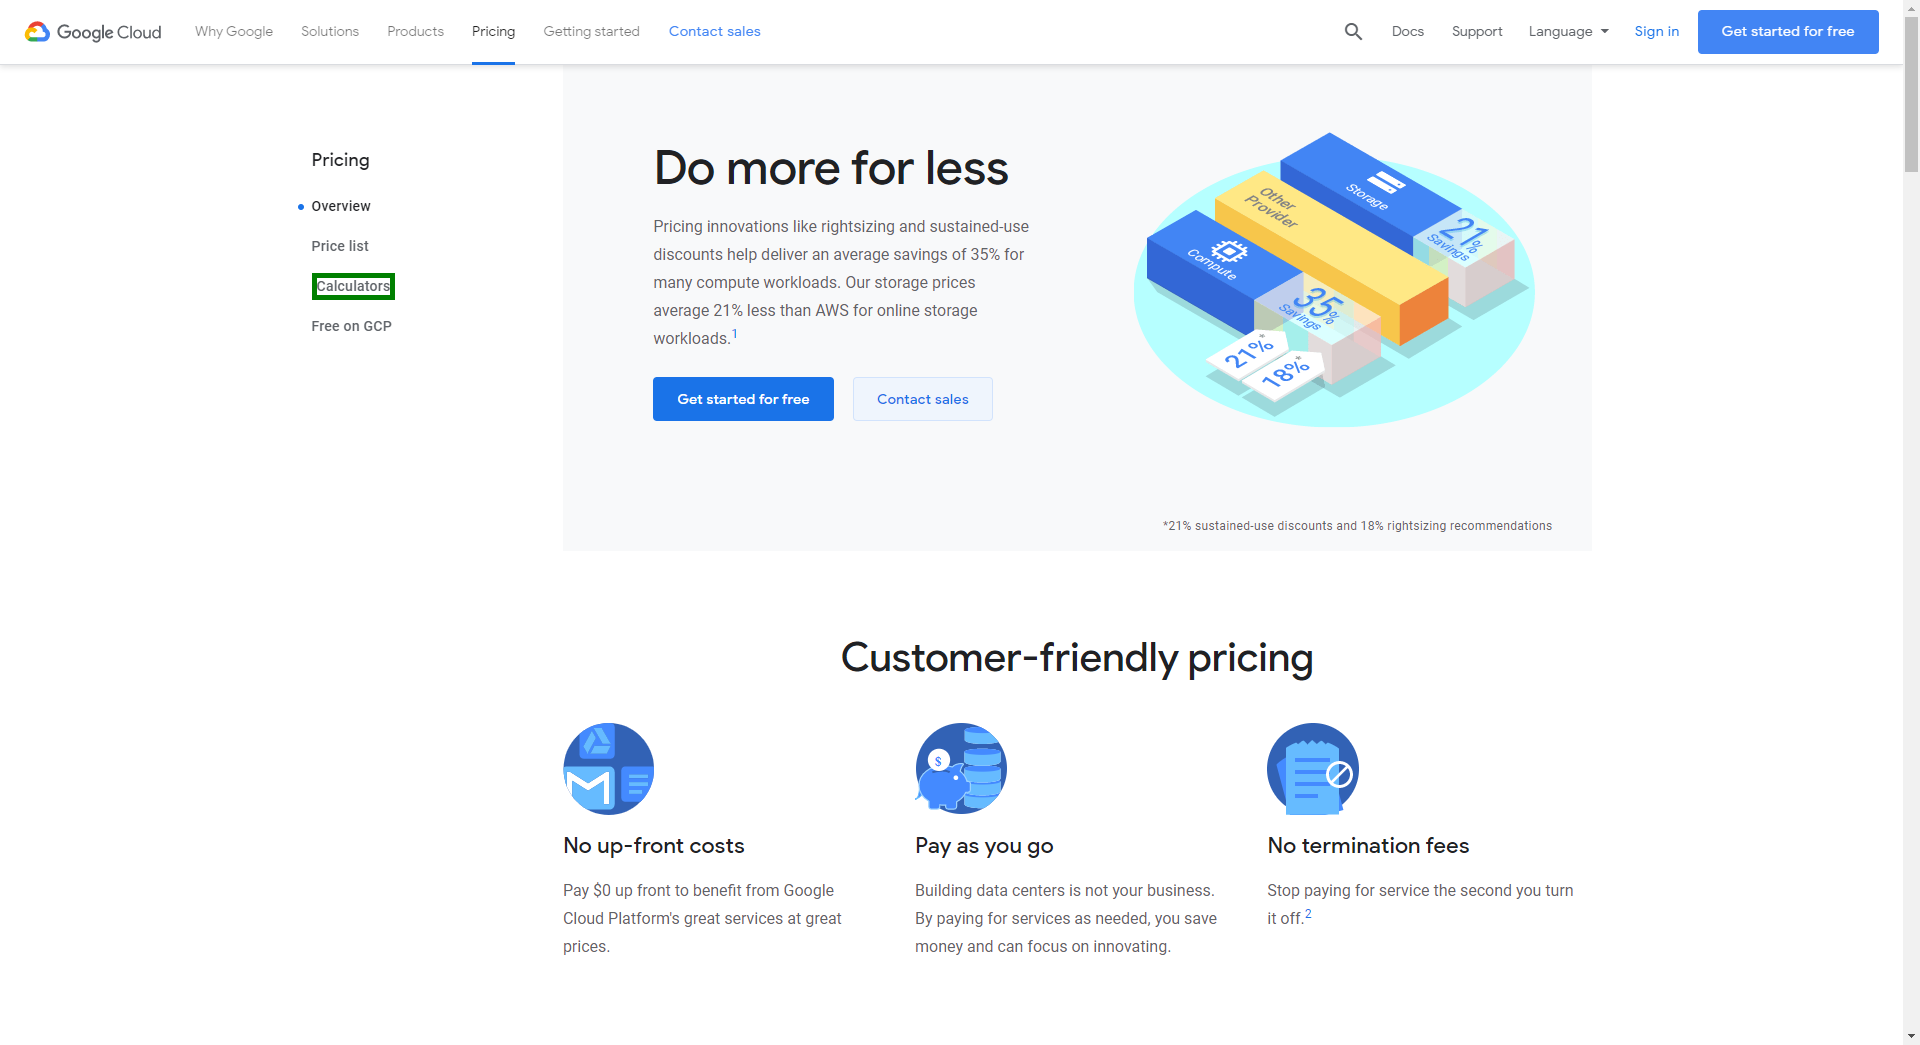 Google Cloud
Why Google
Solutions
Products
Pricing
Getting started
Contact sales
Docs
Support
Language
Sign in
Get started for free
Pricing
Overview
Price list
Calculators
Free on GCP
Do more for less
Pricing innovations like rightsizing and sustained-use
discounts help deliver an average savings of 35% for
many compute workloads. Our storage prices
average 21% less than AWS for online storage
workloads.1
Get started for free
Contact sales
Storage
21%
Savings
Other
Provider
Compute
35%
Savings
21%*
18%*
*21% sustained-use discounts and 18% rightsizing recommendations
Customer-friendly pricing
$
No up-front costs
Pay $0 up front to benefit from Google
Cloud Platform's great services at great
prices.
Pay as you go
Building data centers is not your business.
By paying for services as needed, you save
money and can focus on innovating.
No termination fees
Stop paying for service the second you turn
it off.2